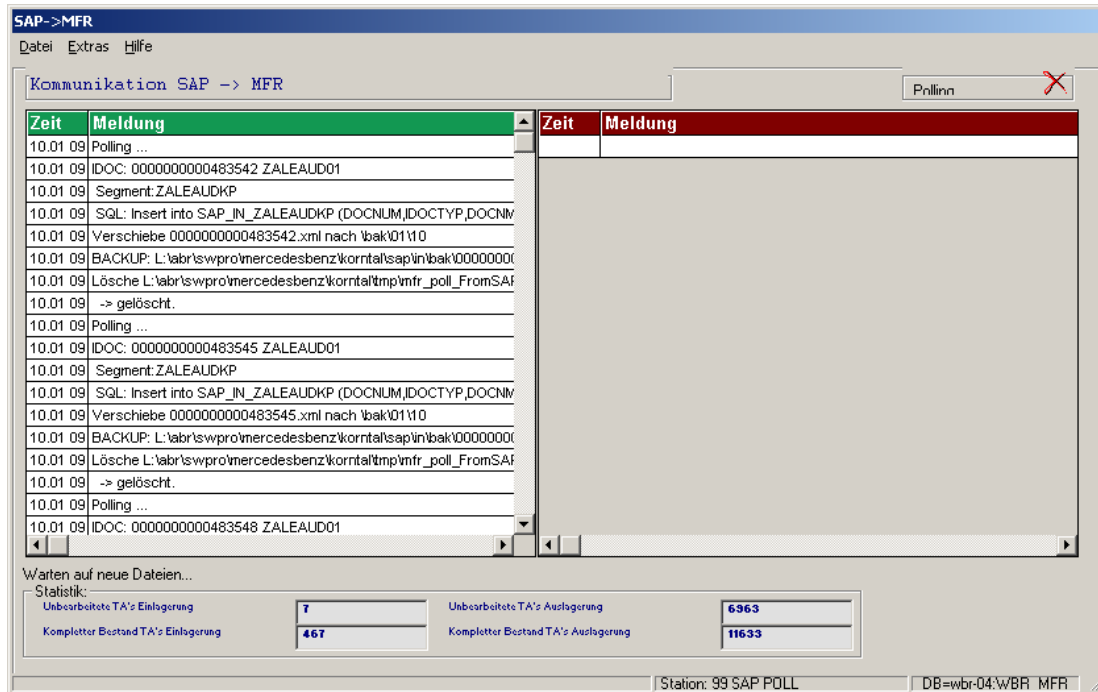 SAP->MFR
Datei Extras Hilfe
Kommunikation SAP -> MFR
Polling
Zeit Meldung
10.01 09 Polling ...
10.01 09 IDOC: 0000000000483542 ZALEAUD01
10.01 09 Segment:ZALEAUDKP
10.01 09 SQL: Insert into SAP_IN_ZALEAUDKP (DOCNUM,IDOCTYP,DOCNM
10.01 09 Verschiebe 0000000000483542.xml nach \bak\01\10
10.01 09 BACKUP: L:\abr\swpro\mercedesbenz\korntal\sap\in\bak\0000000
10.01 09 Lösche L:\abr\swpro\mercedesbenz\korntal\tmp\mfr_poll_FromSAF
10.01 09 -> gelöscht.
10.01 09 Polling ...
10.01 09 IDOC: 0000000000483545 ZALEAUD01
10.01 09 Segment:ZALEAUDKP
10.01 09 SQL: Insert into SAP_IN_ZALEAUDKP (DOCNUM,IDOCTYP,DOCNM
10.01 09 Verschiebe 0000000000483545.xml nach \bak\01\10
10.01 09 BACKUP: L:\abr\swpro\mercedesbenz\korntal\sap\in\bak\0000000
10.01 09 Lösche L:\abr\swpro\mercedesbenz\korntal\tmp\mfr_poll_FromSAF
10.01 09 -> gelöscht.
10.01 09 Polling ...
10.01 09 IDOC: 0000000000483548 ZALEAUD01
Zeit Meldung
Warten auf neue Dateien...
Statistik:
Unbearbeitete TA's Einlagerung 7 Unbearbeitete TA's Auslagerung 6963
Kompletter Bestand TA's Einlagerung 467 Kompletter Bestand TA's Auslagerung 11633
Station: 99 SAP POLL DB=wbr-04:WBR_MFR